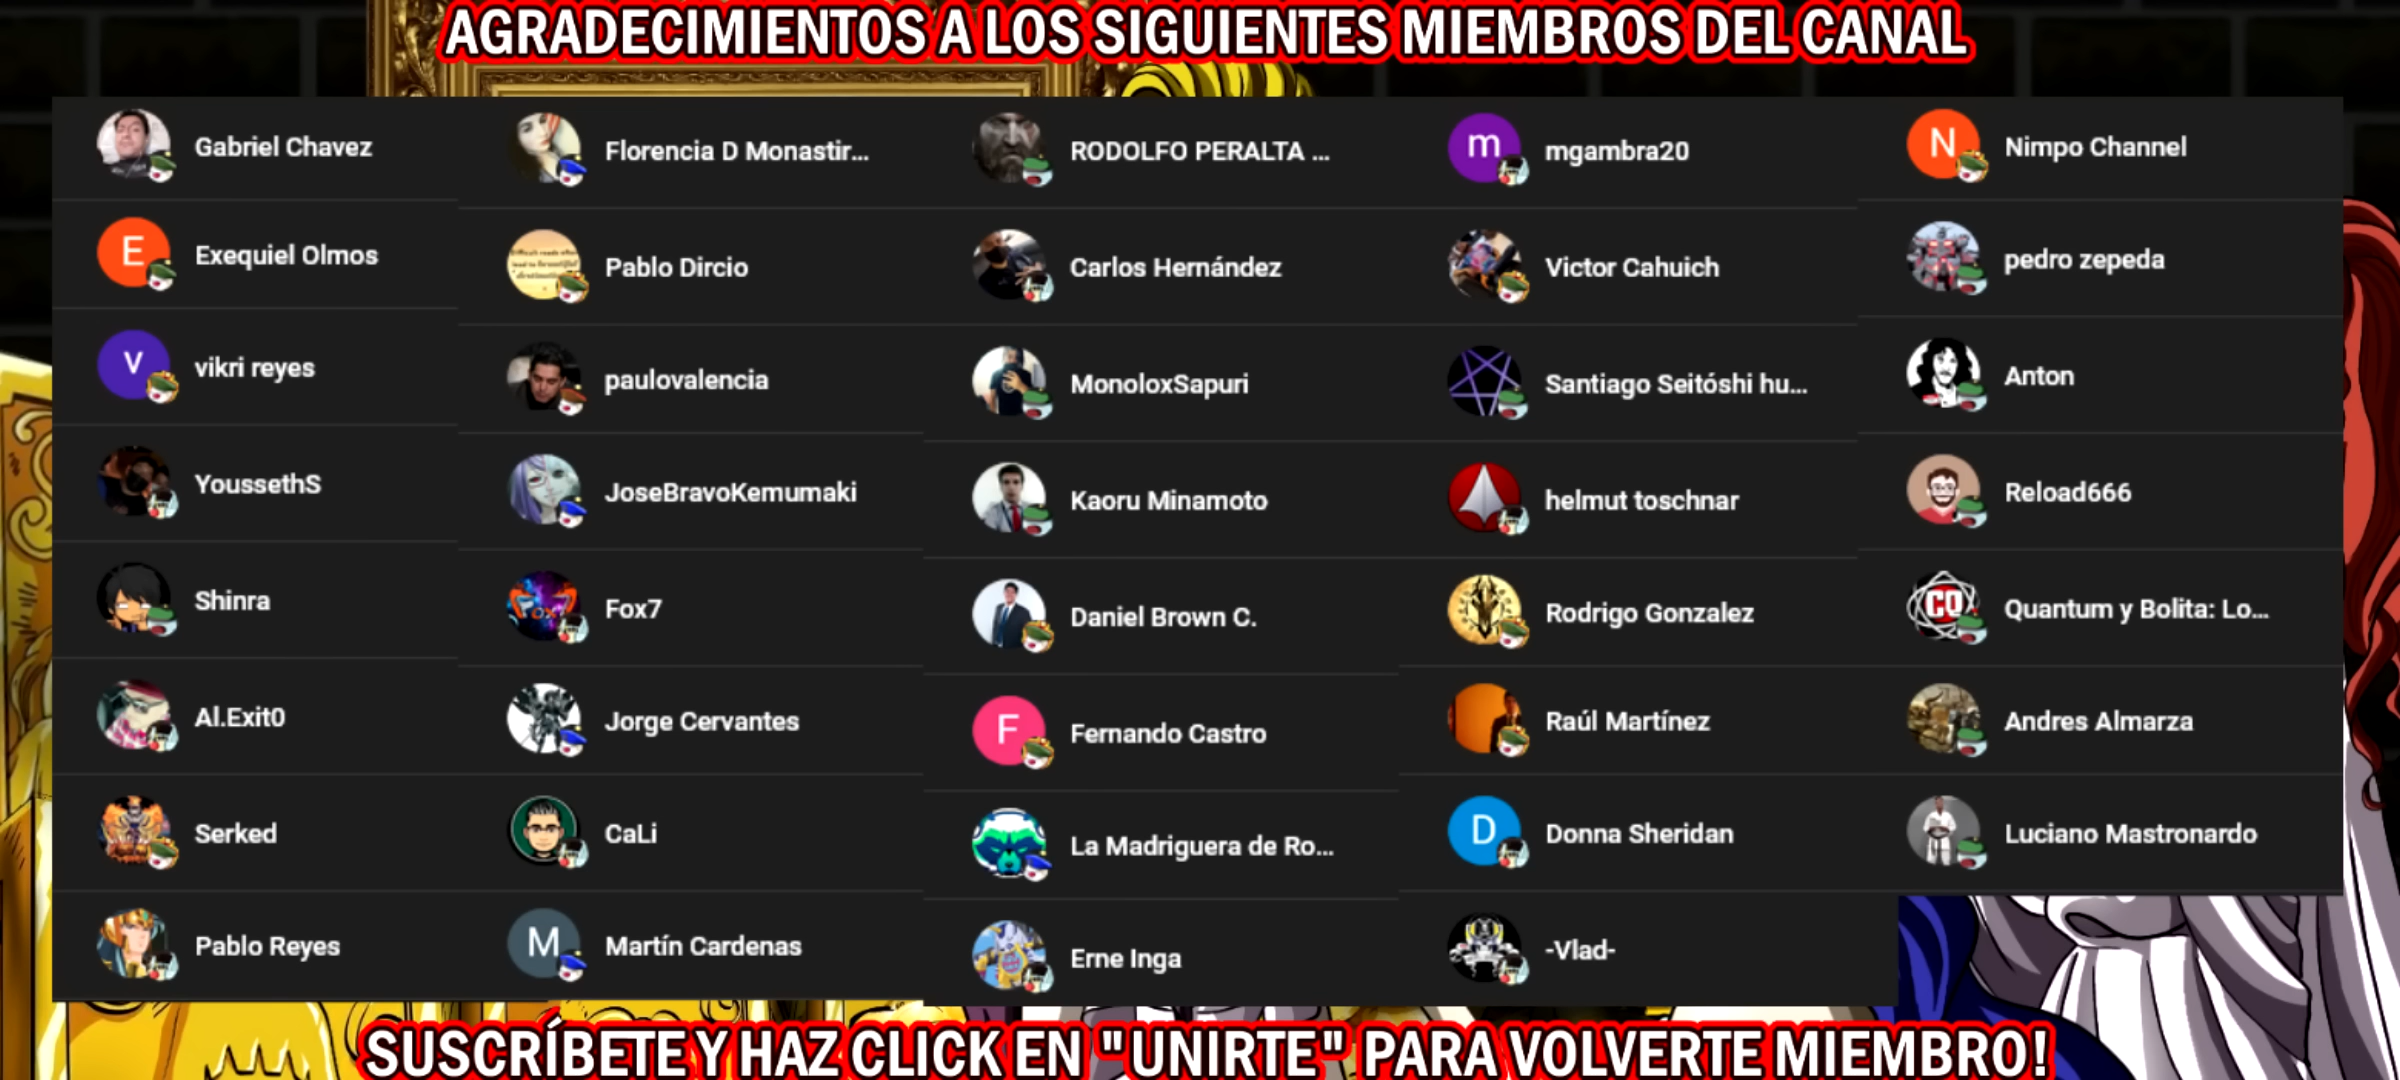 AGRADECIMIENTOS A LOS SIGUIENTES MIEMBROS DEL CANAL
Gabriel Chavez
Exequiel Olmos
vikri reyes
YoussethS
Shinra
Al.Exit0
Serked
Pablo Reyes
Florencia D Monastir...
Pablo Dircio
paulovalencia
JoseBravoKemumaki
Fox7
Jorge Cervantes
CaLi
Martín Cardenas
RODOLFO PERALTA ...
Carlos Hernández
MonoloxSapuri
Kaoru Minamoto
Daniel Brown C.
Fernando Castro
La Madriguera de Ro...
Erne Inga
mgambra20
Victor Cahuich
Santiago Seitóshi hu...
helmut toschnar
Rodrigo Gonzalez
Raúl Martínez
Donna Sheridan
-Vlad-
Nimpo Channel
pedro zepeda
Anton
Reload666
Quantum y Bolita: Lo...
Andres Almarza
Luciano Mastronardo
E
V
M
F
m
D
N
CQ
SUSCRÍBETE Y HAZ CLICK EN "UNIRTE" PARA VOLVERTE MIEMBRO!